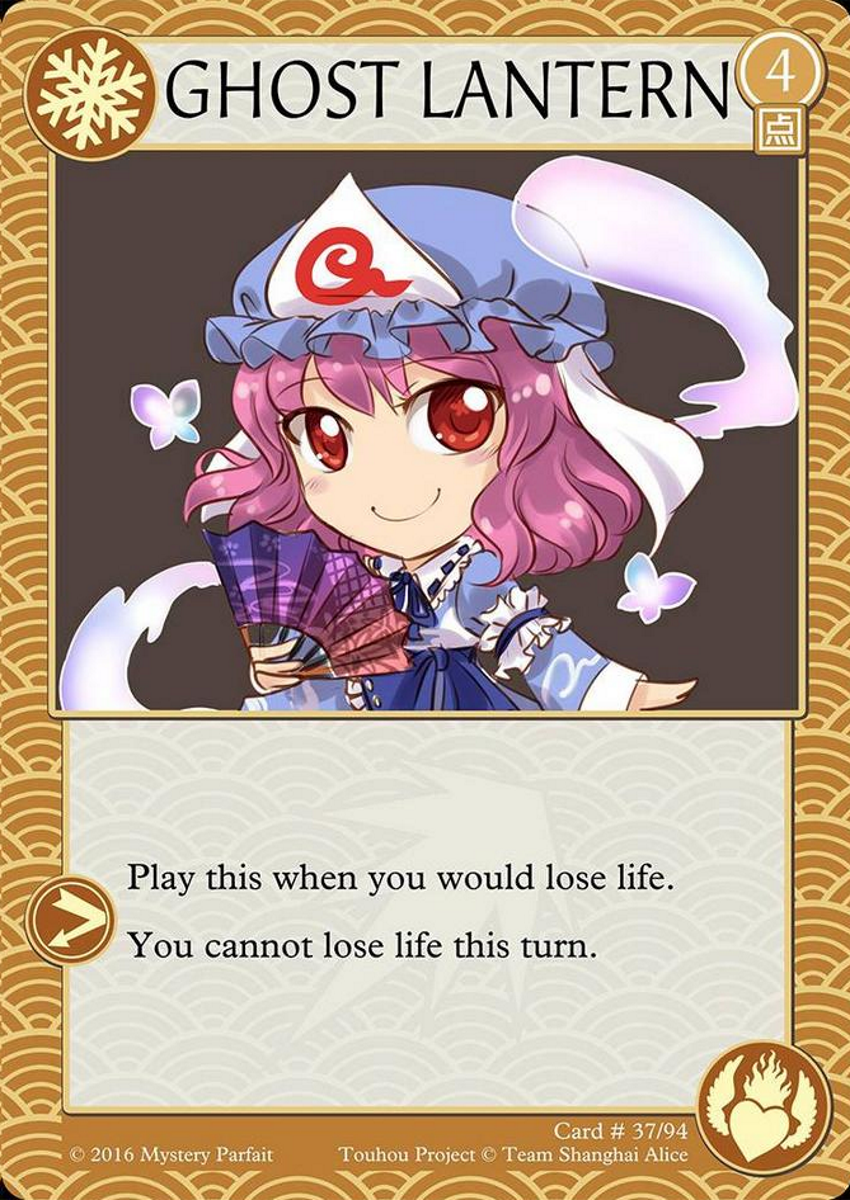 GHOST LANTERN
4
点
Play this when you would lose life.
You cannot lose life this turn.
Card # 37/94
© 2016 Mystery Parfait
Touhou Project © Team Shanghai Alice